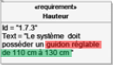 «requirement»
Hauteur
Id = "1.7.3"
Text = "Le système doit
posséder un guidon réglable
de 110 cm à 130 cm "